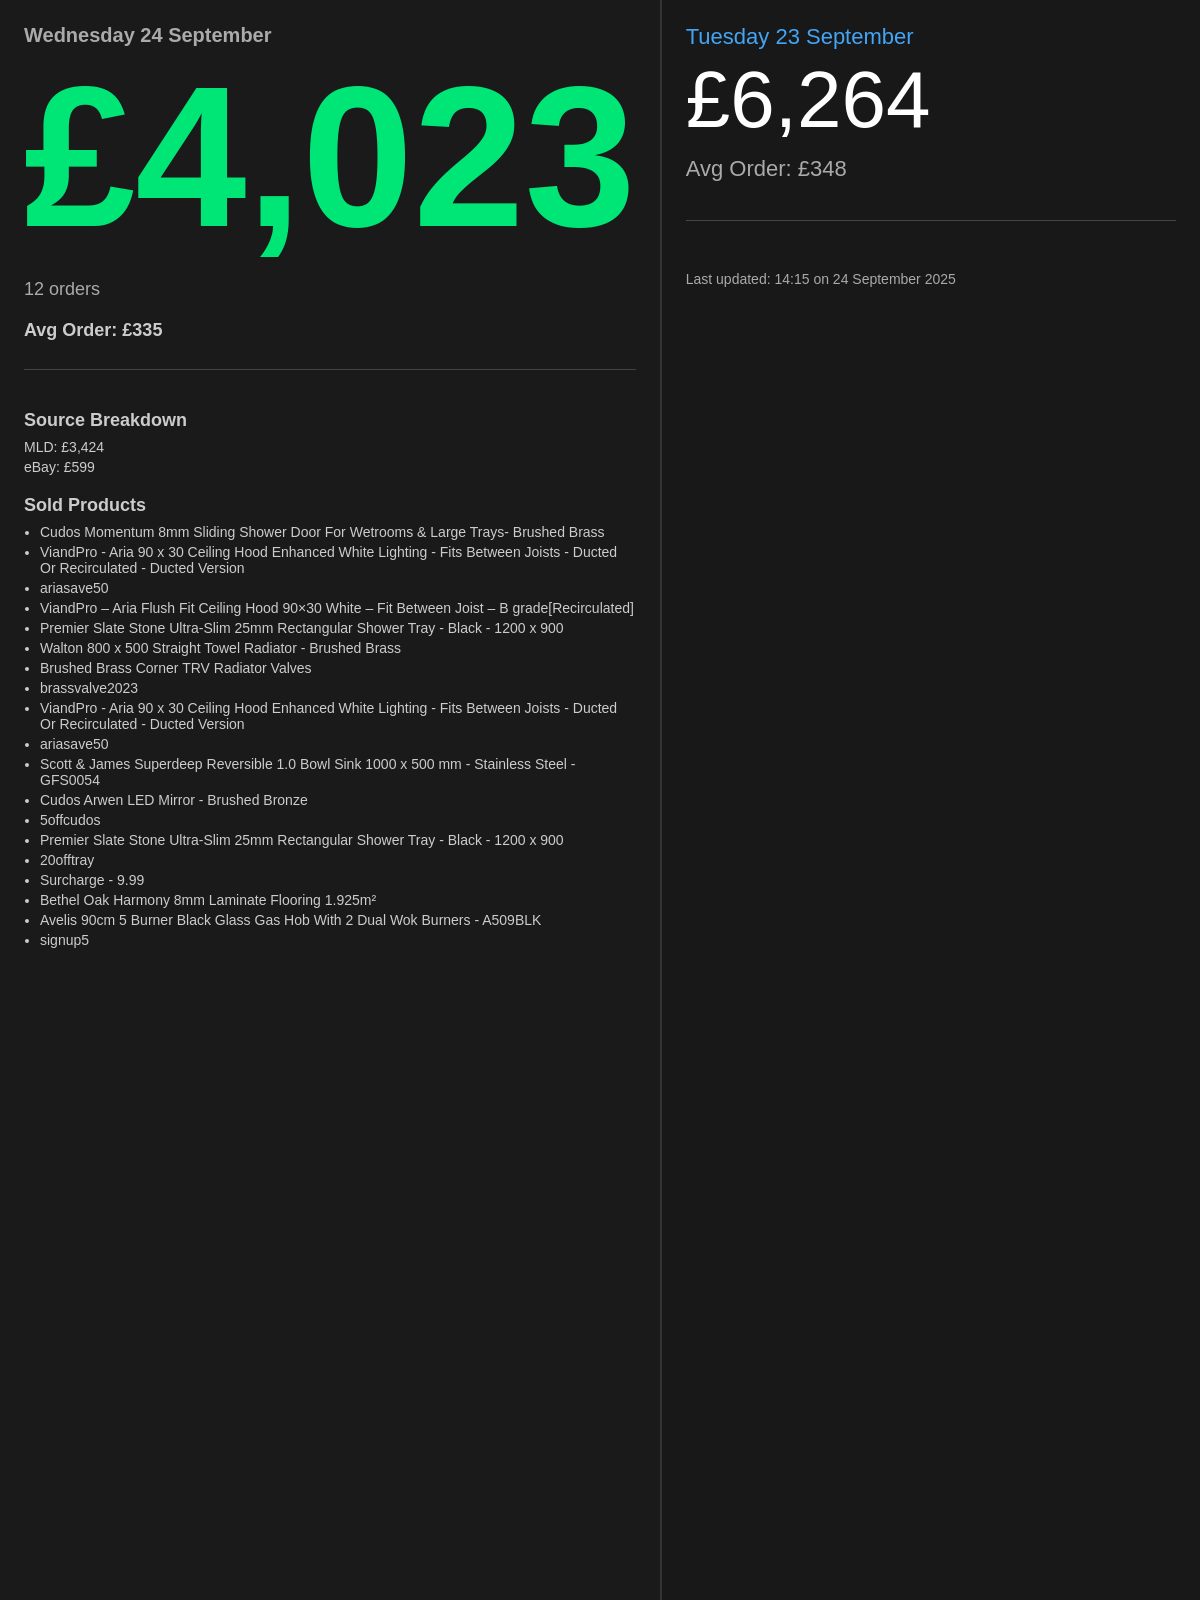 Wednesday 24 September
£4,023
12 orders
Avg Order: £335
Source Breakdown
MLD: £3,424
eBay: £599
Sold Products
• Cudos Momentum 8mm Sliding Shower Door For Wetrooms & Large Trays- Brushed Brass
• ViandPro - Aria 90 x 30 Ceiling Hood Enhanced White Lighting - Fits Between Joists - Ducted
Or Recirculated - Ducted Version
• ariasave50
• ViandPro – Aria Flush Fit Ceiling Hood 90×30 White – Fit Between Joist – B grade[Recirculated]
• Premier Slate Stone Ultra-Slim 25mm Rectangular Shower Tray - Black - 1200 x 900
• Walton 800 x 500 Straight Towel Radiator - Brushed Brass
• Brushed Brass Corner TRV Radiator Valves
• brassvalve2023
• ViandPro - Aria 90 x 30 Ceiling Hood Enhanced White Lighting - Fits Between Joists - Ducted
Or Recirculated - Ducted Version
• ariasave50
• Scott & James Superdeep Reversible 1.0 Bowl Sink 1000 x 500 mm - Stainless Steel -
GFS0054
• Cudos Arwen LED Mirror - Brushed Bronze
• 5offcudos
• Premier Slate Stone Ultra-Slim 25mm Rectangular Shower Tray - Black - 1200 x 900
• 20offtray
• Surcharge - 9.99
• Bethel Oak Harmony 8mm Laminate Flooring 1.925m²
• Avelis 90cm 5 Burner Black Glass Gas Hob With 2 Dual Wok Burners - A509BLK
• signup5
Tuesday 23 September
£6,264
Avg Order: £348
Last updated: 14:15 on 24 September 2025